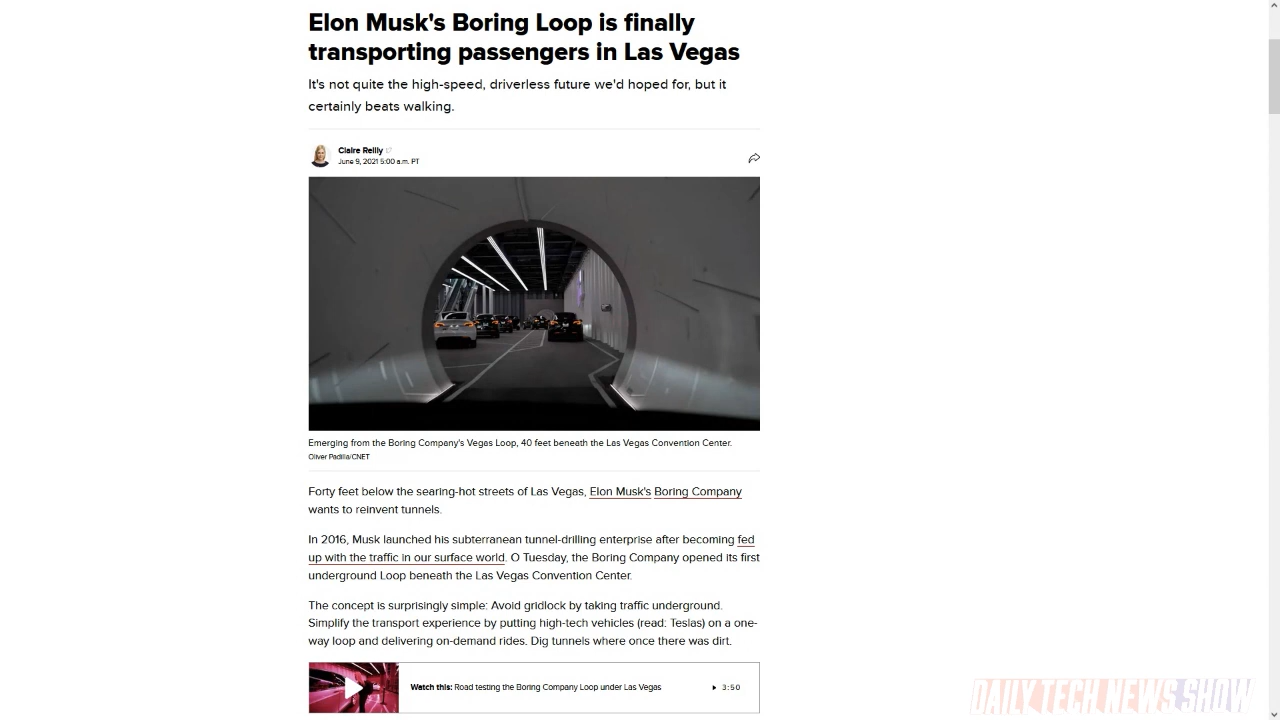 Elon Musk's Boring Loop is finally
transporting passengers in Las Vegas
It's not quite the high-speed, driverless future we'd hoped for, but it
certainly beats walking.
Claire Reilly
June 9, 2021 5:00 a.m. PT
Emerging from the Boring Company's Vegas Loop, 40 feet beneath the Las Vegas Convention Center.
Oliver Padilla/CNET
Forty feet below the searing-hot streets of Las Vegas, Elon Musk's Boring Company
wants to reinvent tunnels.
In 2016, Musk launched his subterranean tunnel-drilling enterprise after becoming fed
up with the traffic in our surface world. O Tuesday, the Boring Company opened its first
underground Loop beneath the Las Vegas Convention Center.
The concept is surprisingly simple: Avoid gridlock by taking traffic underground.
Simplify the transport experience by putting high-tech vehicles (read: Teslas) on a one-
way loop and delivering on-demand rides. Dig tunnels where once there was dirt.
Watch this: Road testing the Boring Company Loop under Las Vegas
3:50
DAILY TECH NEWS SHOW